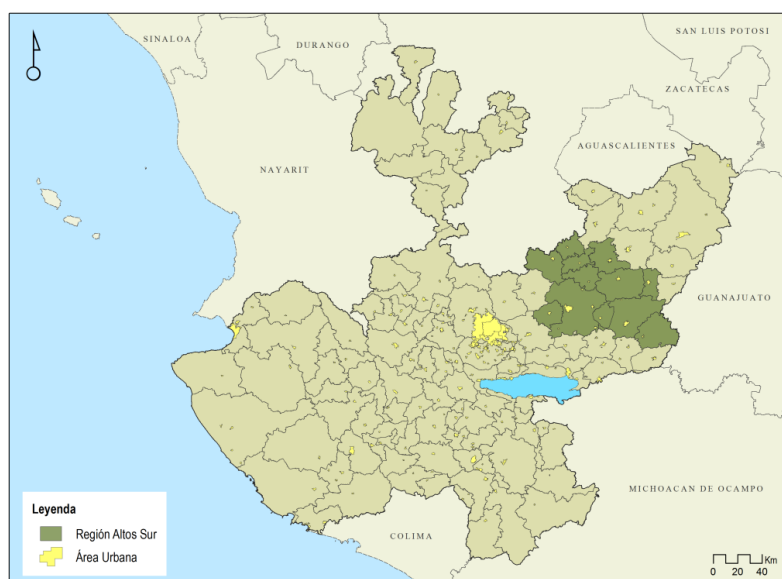 SAN LUIS POTOSI
SINALOA
DURANGO
ZACATECAS
AGUASCALIENTES
NAYARIT
GUANAJUATO
MICHOACAN DE OCAMPO
COLIMA
Leyenda
Región Altos Sur
Área Urbana
Km
0 20 40